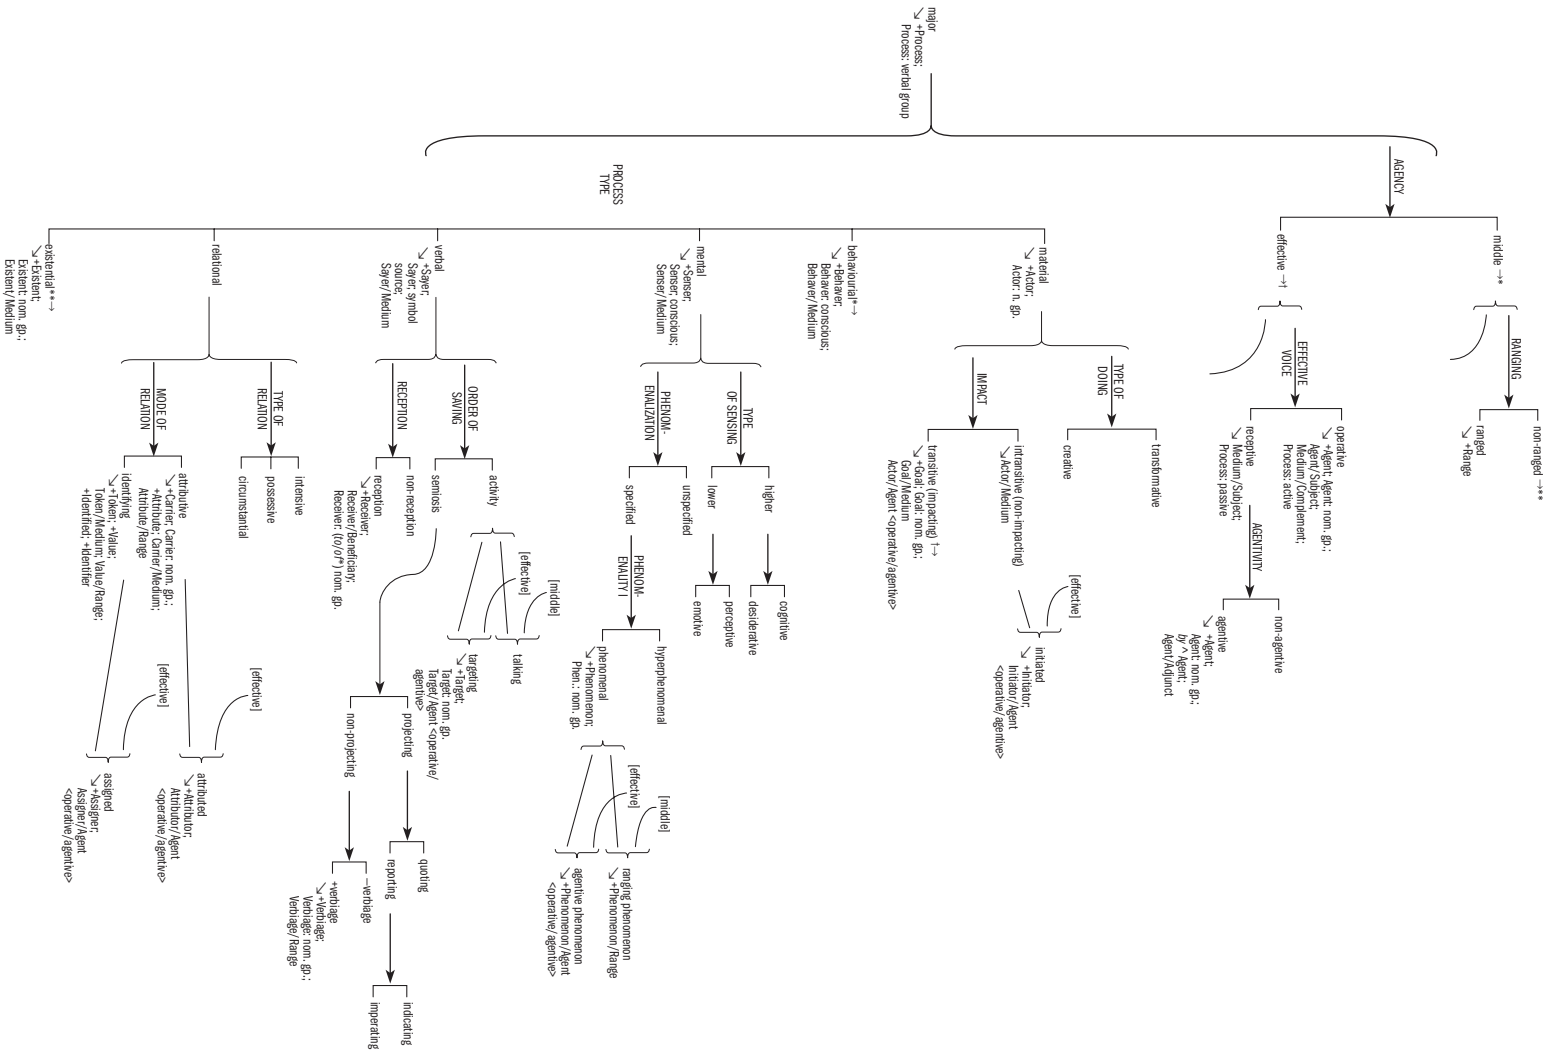 major
↘ +Process;
Process: verbal group
AGENCY
middle →*
RANGING
non-ranged →**
ranged
↘ +Range
effective →†
EFFECTIVE
VOICE
operative
↘ +Agent; Agent: nom. gp.;
Agent/Subject;
Medium/Complement;
Process: active
receptive
↘ Medium/Subject;
Process: passive
AGENTIVITY
non-agentive
agentive
↘ +Agent;
Agent: nom. gp.;
by ^ Agent;
Agent/Adjunct
PROCESS
TYPE
material
↘ +Actor;
Actor: n. gp.
TYPE OF
DOING
transformative
creative
IMPACT
intransitive (non-impacting)
↘ Actor/Medium
transitive (impacting) †→
↘ +Goal; Goal: nom. gp.;
Goal/Medium
Actor/Agent <operative/agentive>
[effective]
initiated
↘ +Initiator;
Initiator/Agent
<operative/agentive>
behaviourial*→
↘ +Behaver;
Behaver: conscious;
Behaver/Medium
mental
↘ +Senser;
Senser: conscious;
Senser/Medium
TYPE
OF SENSING
higher
cognitive
desiderative
lower
perceptive
emotive
PHENOM-
ENALIZATION
unspecified
specified
PHENOM-
ENALITY I
hyperphenomenal
phenomenal
↘ +Phenomenon;
Phen.: nom. gp.
[middle]
[effective]
ranging phenomenon
↘ +Phenomenon/Range
agentive phenomenon
↘ +Phenomenon/Agent
<operative/agentive>
verbal
↘ +Sayer;
Sayer; symbol
source;
Sayer/Medium
ORDER OF
SAVING
activity
[middle]
[effective]
talking
targeting
↘ +Target;
Target: nom. gp.
Target/Agent <operative/
agentive>
semiosis
projecting
quoting
reporting
indicating
imperating
non-projecting
–verbiage
+verbiage
↘ +Verbiage;
Verbiage: nom. gp.;
Verbiage/Range
RECEPTION
non-reception
reception
↘ +Receiver;
Receiver/Beneficiary;
Receiver: (to/of*) nom. gp.
relational
TYPE OF
RELATION
intensive
possessive
circumstantial
MODE OF
RELATION
attributive
↘ +Carrier; Carrier: nom. gp.;
+Attribute; Carrier/Medium;
Attribute/Range
identifying
↘ +Token; +Value;
Token/Medium; Value/Range;
+Identified; +Identifier
[effective]
attributed
↘ +Attributor;
Attributor/Agent
<operative/agentive>
[effective]
assigned
↘ +Assigner;
Assigner/Agent
<operative/agentive>
existential**→
↘ +Existent;
Existent: nom. gp.;
Existent/Medium